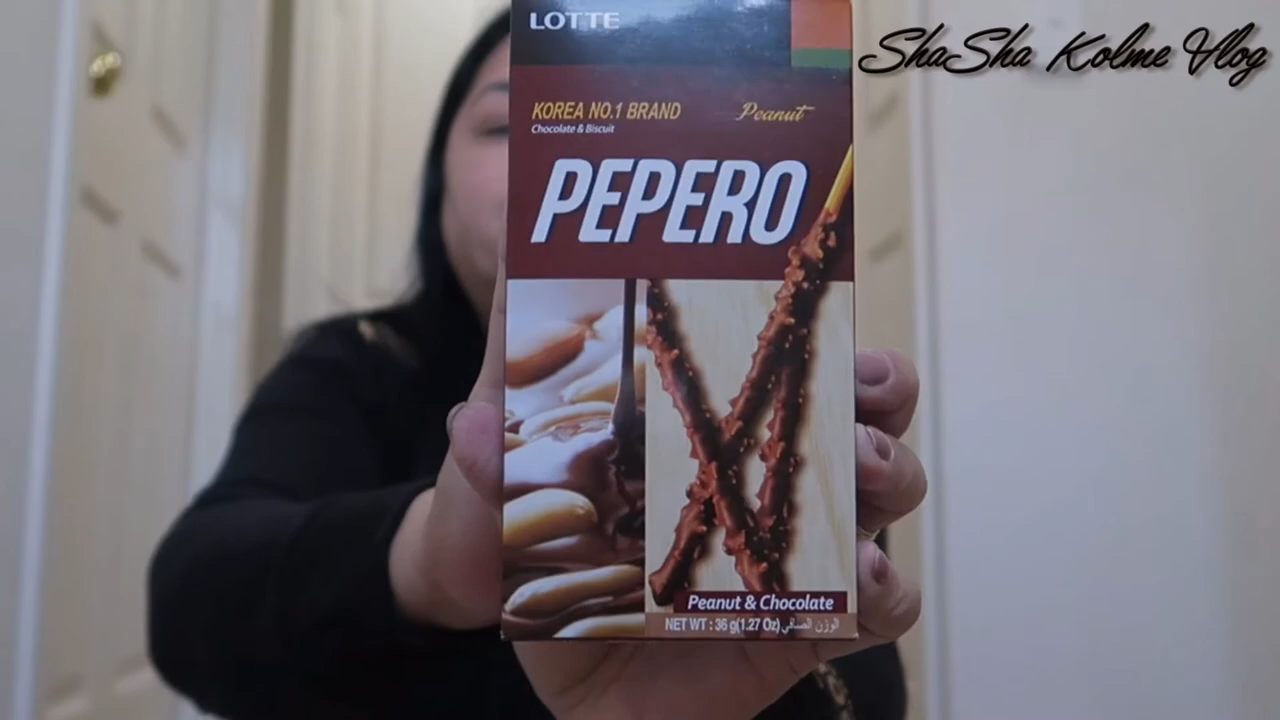 LOTTE
ShaSha Kolme Vlog
KOREA NO.1 BRAND
Peanut
Chocolate & Biscuit
PEPERO
Peanut & Chocolate
NET WT : 36 g(1.27 Oz) الوزن الصافي